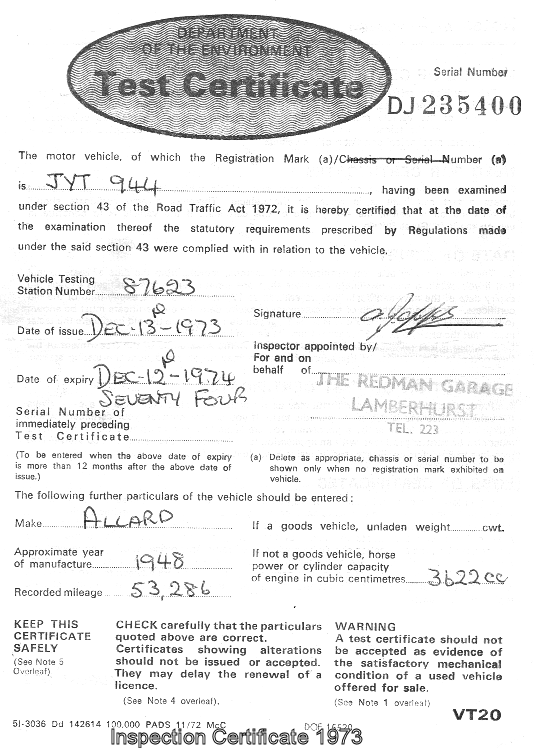 DEPARTMENT
OF THE ENVIRONMENT
Test Certificate
Serial Number
DJ 235400
The motor vehicle, of which the Registration Mark (a)/Chassis or Serial Number (a)
is JYT 944, having been examined
under section 43 of the Road Traffic Act 1972, it is hereby certified that at the date of
the examination thereof the statutory requirements prescribed by Regulations made
under the said section 43 were complied with in relation to the vehicle.
Vehicle Testing
Station Number 87623
Date of issue DEC-13-1973
Date of expiry DEC-12-1974
SEVENTY FOUR
Serial Number of
immediately preceding
Test Certificate
(To be entered when the above date of expiry
is more than 12 months after the above date of
issue.)
Signature
Inspector appointed by/
For and on
behalf of
THE REDMAN GARAGE
LAMBERHURST
TEL. 223
(a) Delete as appropriate, chassis or serial number to be
shown only when no registration mark exhibited on
vehicle.
The following further particulars of the vehicle should be entered:
Make ALLARD
If a goods vehicle, unladen weight cwt.
Approximate year
of manufacture 1948
If not a goods vehicle, horse
power or cylinder capacity
of engine in cubic centimetres 3622cc
Recorded mileage 53,286
KEEP THIS
CERTIFICATE
SAFELY
(See Note 5
Overleaf)
CHECK carefully that the particulars
quoted above are correct.
Certificates showing alterations
should not be issued or accepted.
They may delay the renewal of a
licence.
(See Note 4 overleaf).
WARNING
A test certificate should not
be accepted as evidence of
the satisfactory mechanical
condition of a used vehicle
offered for sale.
(See Note 1 overleaf)
VT20
51-3036 Dd 142614 100,000 PADS 11/72 McC
Inspection Certificate 1973